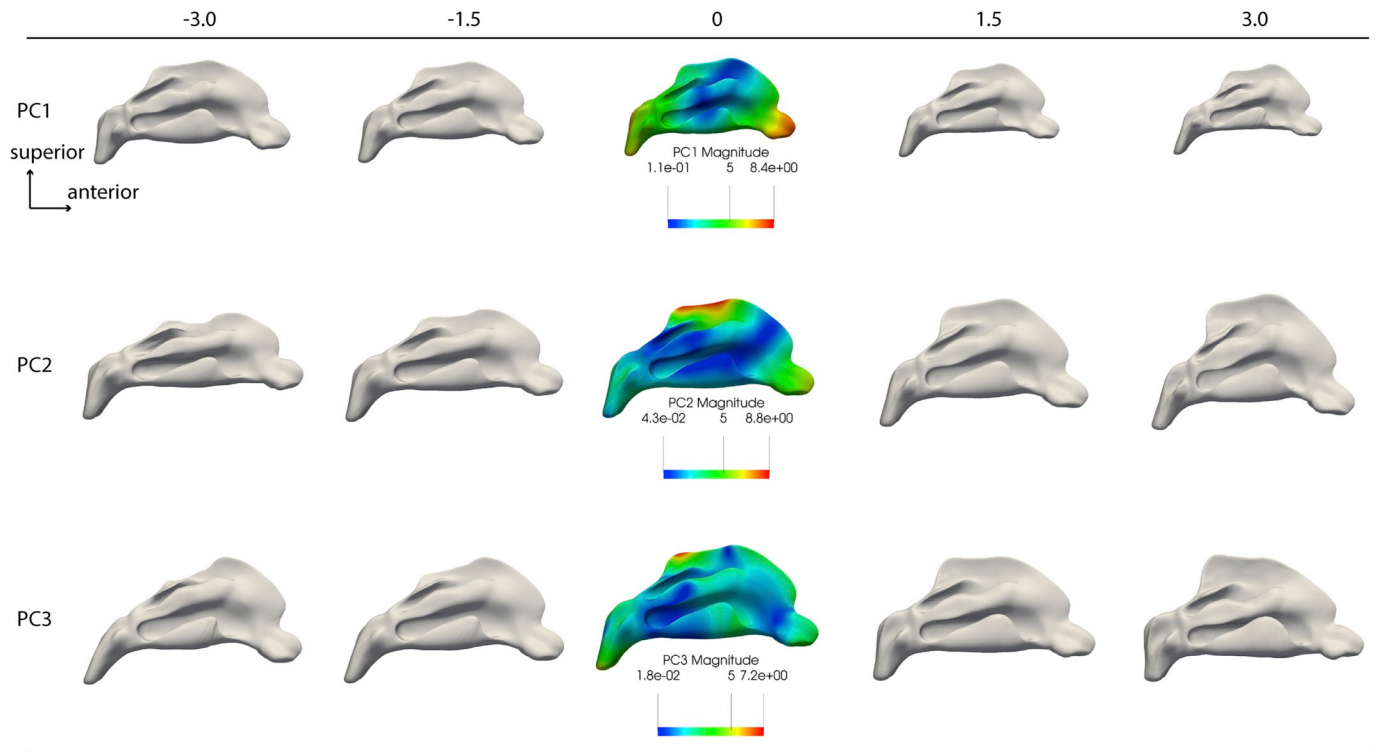 -3.0 -1.5 0 1.5 3.0
PC1
superior
anterior
PC1 Magnitude
1.1e-01 5 8.4e+00
PC2
PC2 Magnitude
4.3e-02 5 8.8e+00
PC3
PC3 Magnitude
1.8e-02 5 7.2e+00